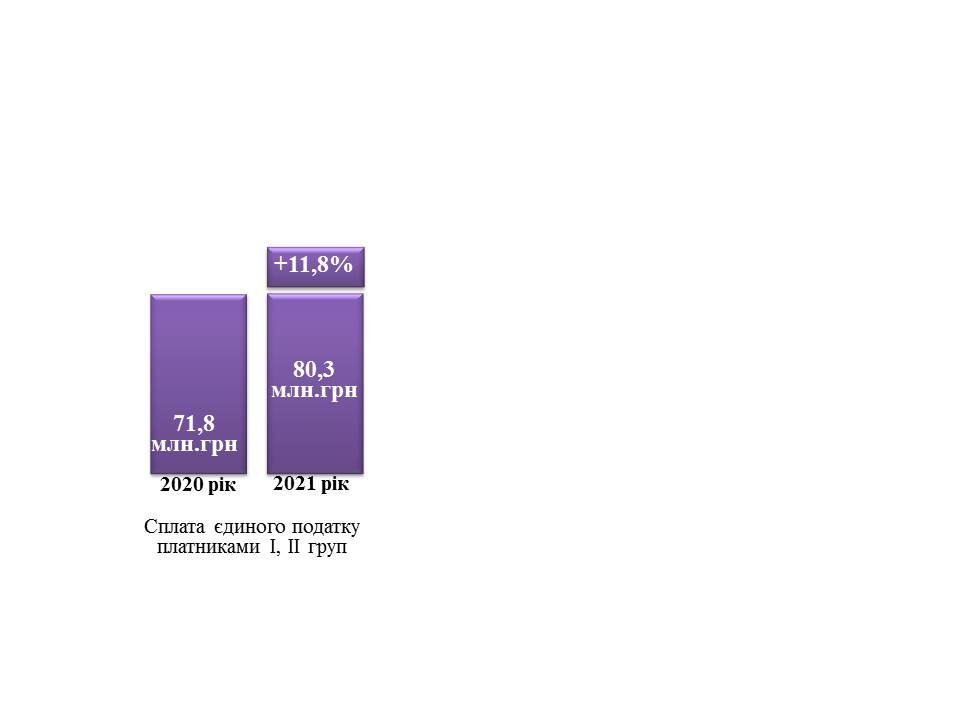 +11,8%
80,3
млн.грн
71,8
млн.грн
2020 рік
2021 рік
Сплата єдиного податку
платниками І, ІІ груп